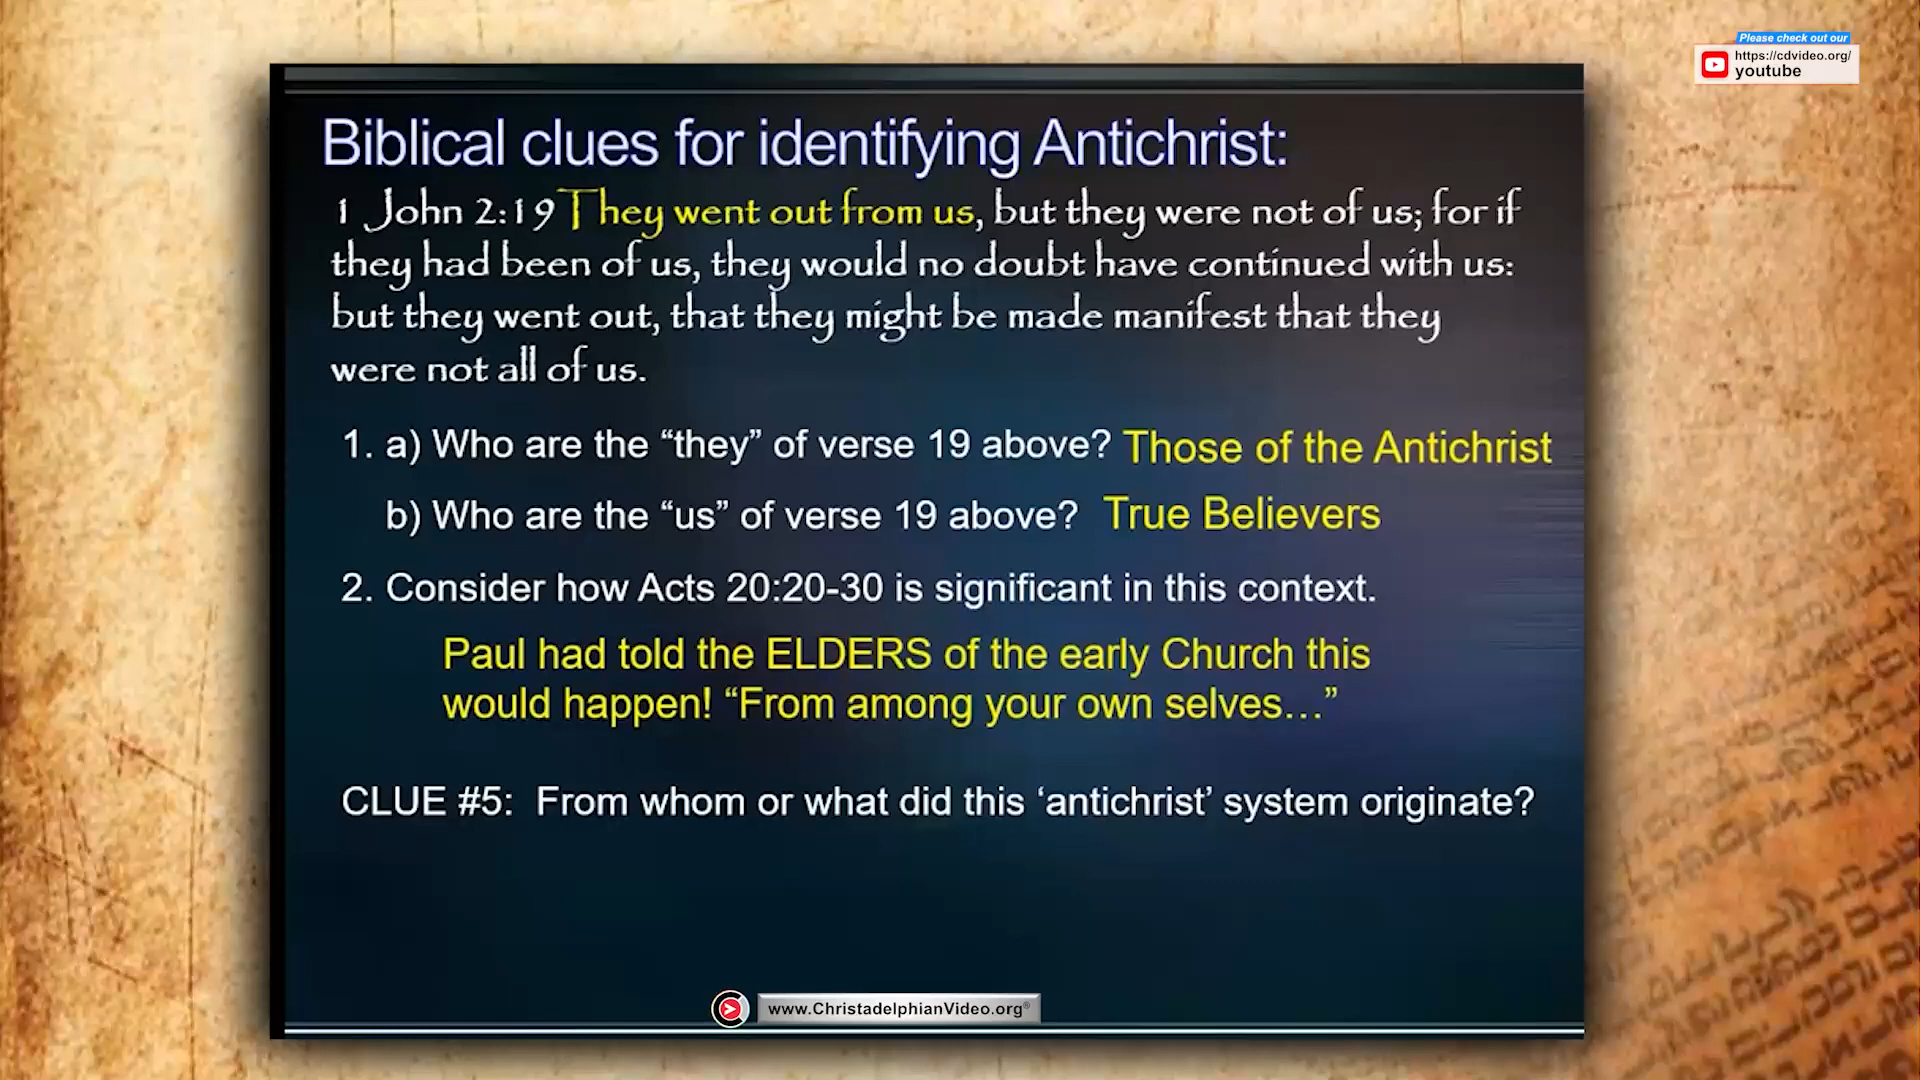 Please check out our
https://cdvideo.org/
youtube
Biblical clues for identifying Antichrist:
1 John 2:19 They went out from us, but they were not of us; for if
they had been of us, they would no doubt have continued with us:
but they went out, that they might be made manifest that they
were not all of us.
1. a) Who are the “they” of verse 19 above? Those of the Antichrist
b) Who are the “us” of verse 19 above? True Believers
2. Consider how Acts 20:20-30 is significant in this context.
Paul had told the ELDERS of the early Church this
would happen! “From among your own selves…”
CLUE #5: From whom or what did this ‘antichrist’ system originate?
www.ChristadelphianVideo.org®